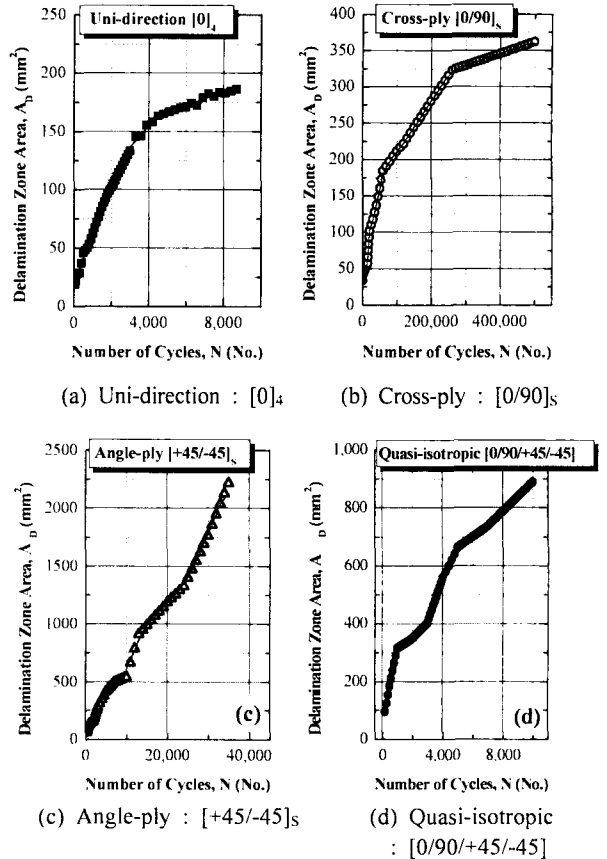 Uni-direction [0]4
Delamination Zone Area, AD (mm2)
200
150
100
50
0
0
4,000
8,000
Number of Cycles, N (No.)
(a) Uni-direction : [0]4
Cross-ply [0/90]S
Delamination Zone Area, AD (mm2)
400
350
300
250
200
150
100
50
0
0
200,000
400,000
Number of Cycles, N (No.)
(b) Cross-ply : [0/90]S
Angle-ply [+45/-45]S
Delamination Zone Area, AD (mm2)
2500
2000
1500
1000
500
0
0
20,000
40,000
(c)
Number of Cycles, N (No.)
(c) Angle-ply : [+45/-45]S
Quasi-isotropic [0/90/+45/-45]
Delamination Zone Area, AD (mm2)
1,000
800
600
400
200
0
0
4,000
8,000
(d)
Number of Cycles, N (No.)
(d) Quasi-isotropic
: [0/90/+45/-45]